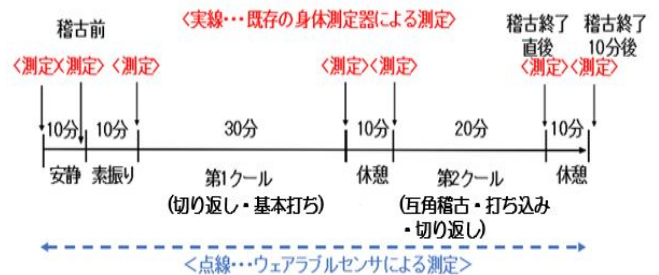 <実線・・・既存の身体測定器による測定>
稽古前
稽古終了
直後
稽古終了
10分後
<測定><測定>
<測定>
<測定><測定>
<測定><測定>
10分
10分
30分
10分
20分
10分
安静
素振り
第1クール
(切り返し・基本打ち)
休憩
第2クール
(互角稽古・打ち込み
・切り返し)
休憩
<点線・・・ウェアラブルセンサによる測定>